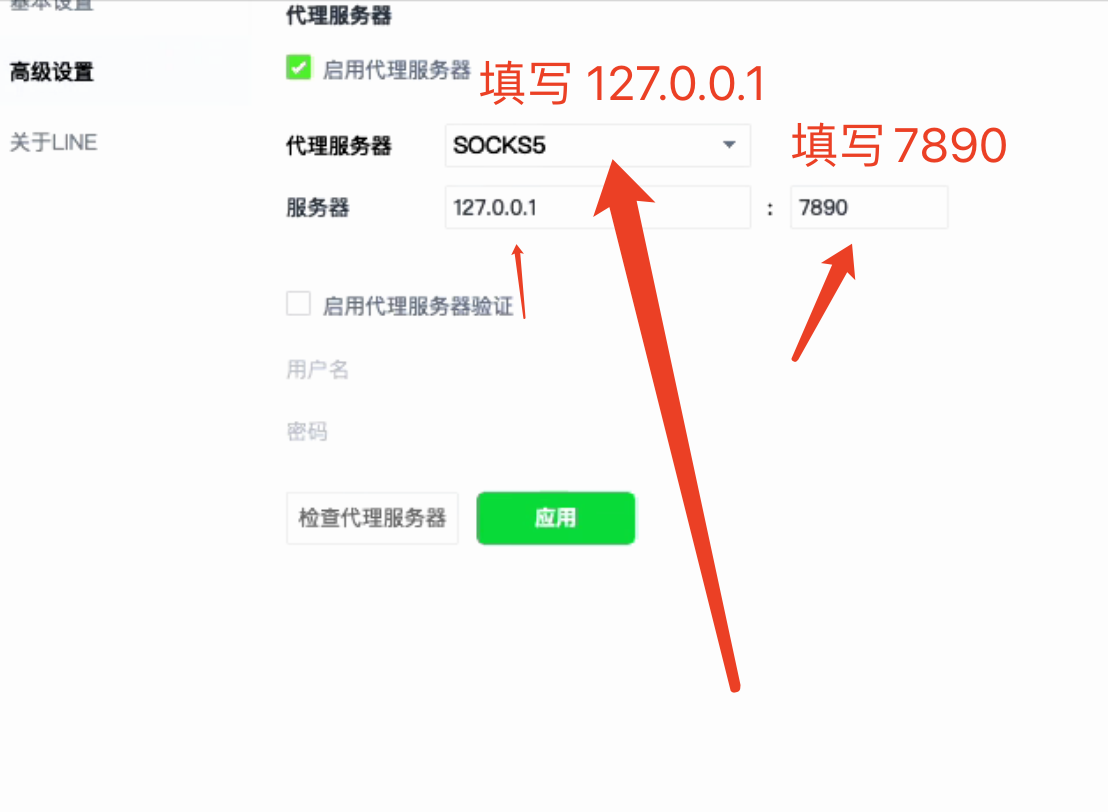 基本设置
代理服务器
高级设置
启用代理服务器
填写 127.0.0.1
关于LINE
代理服务器
SOCKS5
填写 7890
服务器
127.0.0.1
:
7890
启用代理服务器验证
用户名
密码
检查代理服务器
应用